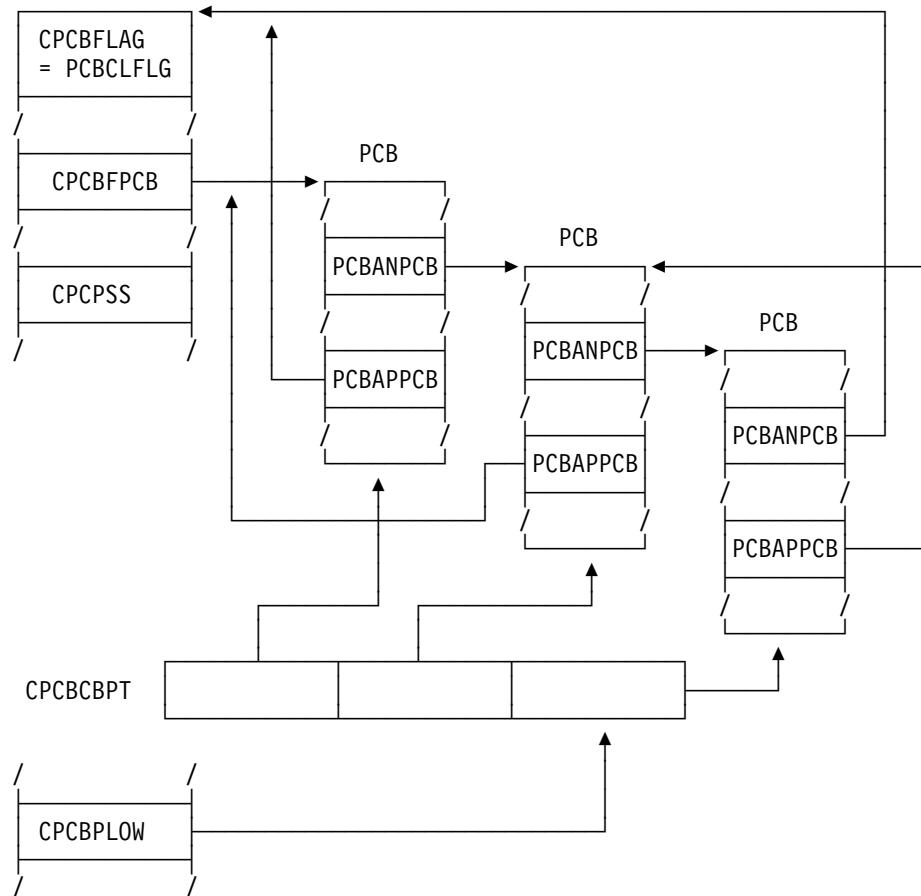 CPCBFLAG
= PCBCLFLG
PCB
CPCBFPCB
PCB
PCBANPCB
CPCPSS
PCB
PCBANPCB
PCBAPPCB
PCBANPCB
PCBAPPCB
PCBAPPCB
CPCBCBPT
CPCBPLOW